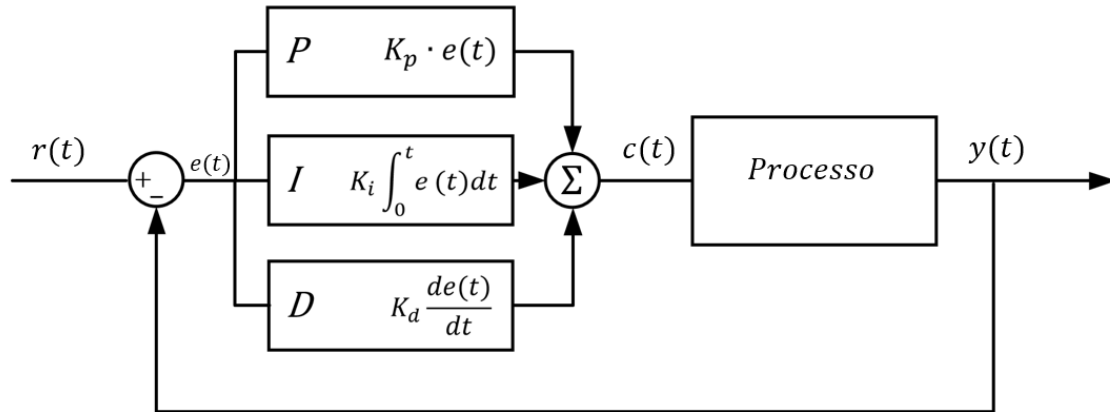 P K_p · e(t)
r(t)
+
−
e(t)
I K_i ∫_0^t e (t)dt
Σ
c(t)
Processo
y(t)
D K_d de(t)/dt